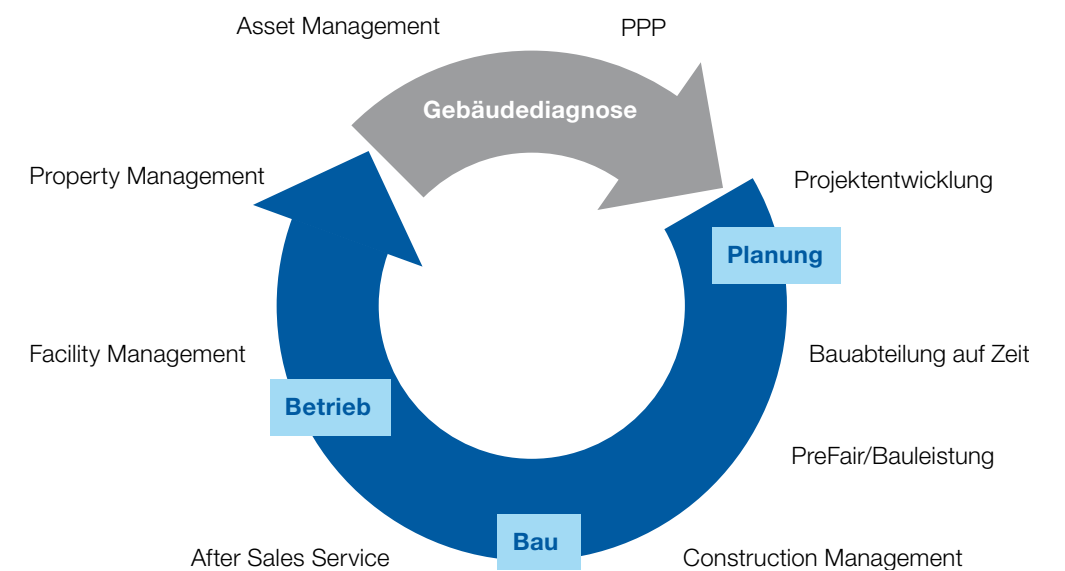 Asset Management
PPP
Gebäudediagnose
Property Management
Projektentwicklung
Planung
Facility Management
Bauabteilung auf Zeit
Betrieb
PreFair/Bauleistung
Bau
After Sales Service
Construction Management